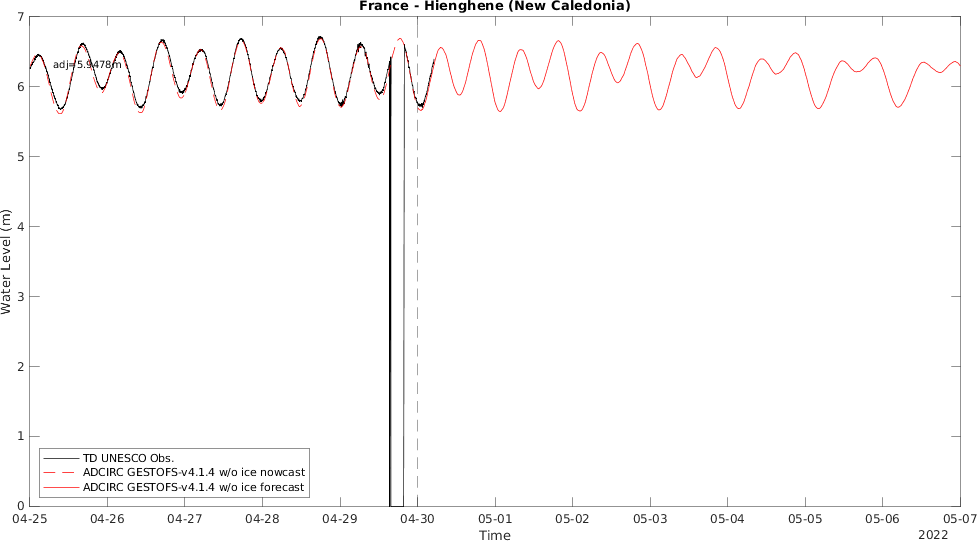 France - Hienghene (New Caledonia)
7
6
5
4
3
2
1
0
Water Level (m)
adj=5.9478m
TD UNESCO Obs.
ADCIRC GESTOFS-v4.1.4 w/o ice nowcast
ADCIRC GESTOFS-v4.1.4 w/o ice forecast
04-25 04-26 04-27 04-28 04-29 04-30 05-01 05-02 05-03 05-04 05-05 05-06 05-07
Time
2022